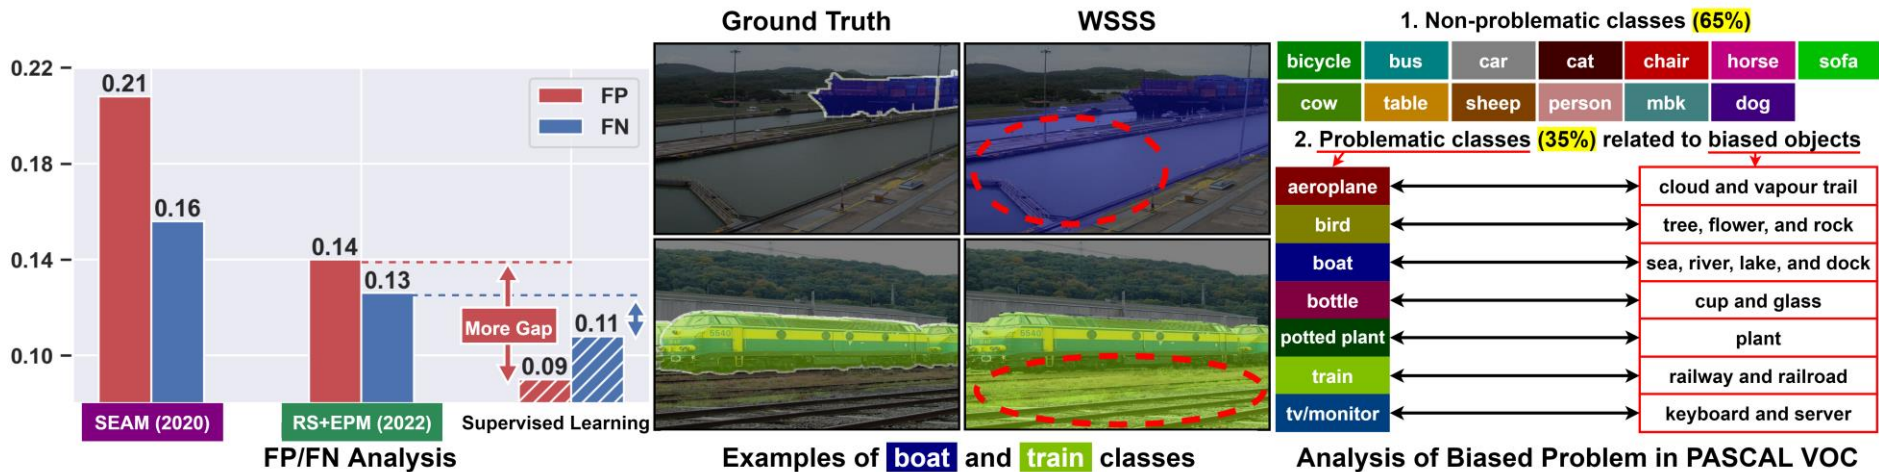 0.22
0.18
0.14
0.10
0.21
0.16
0.14
0.13
0.09
0.11
FP
FN
More Gap
SEAM (2020)
RS+EPM (2022)
Supervised Learning
FP/FN Analysis
Ground Truth
WSSS
Examples of boat and train classes
1. Non-problematic classes (65%)
bicycle bus car cat chair horse sofa
cow table sheep person mbk dog
2. Problematic classes (35%) related to biased objects
aeroplane cloud and vapour trail
bird tree, flower, and rock
boat sea, river, lake, and dock
bottle cup and glass
potted plant plant
train railway and railroad
tv/monitor keyboard and server
Analysis of Biased Problem in PASCAL VOC